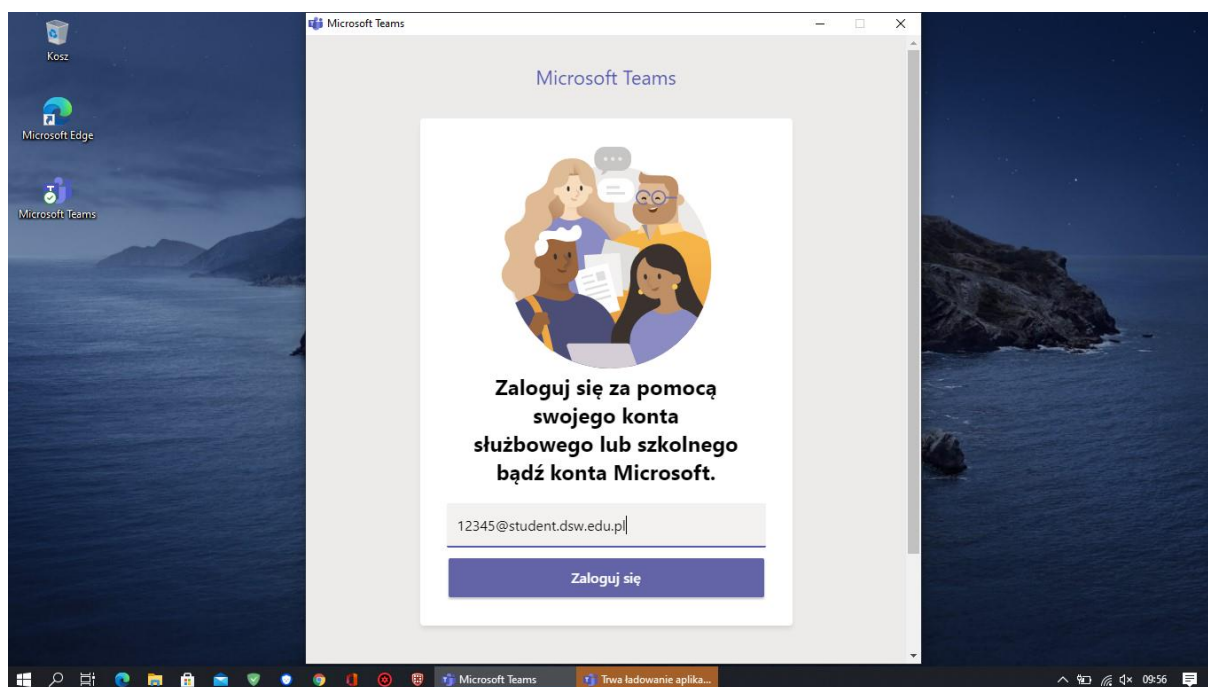 Kosz
Microsoft Edge
Microsoft Teams
Microsoft Teams
Microsoft Teams
Zaloguj się za pomocą
swojego konta
służbowego lub szkolnego
bądź konta Microsoft.
12345@student.dsw.edu.pl
Zaloguj się
Microsoft Teams
Trwa ładowanie aplika...
09:56